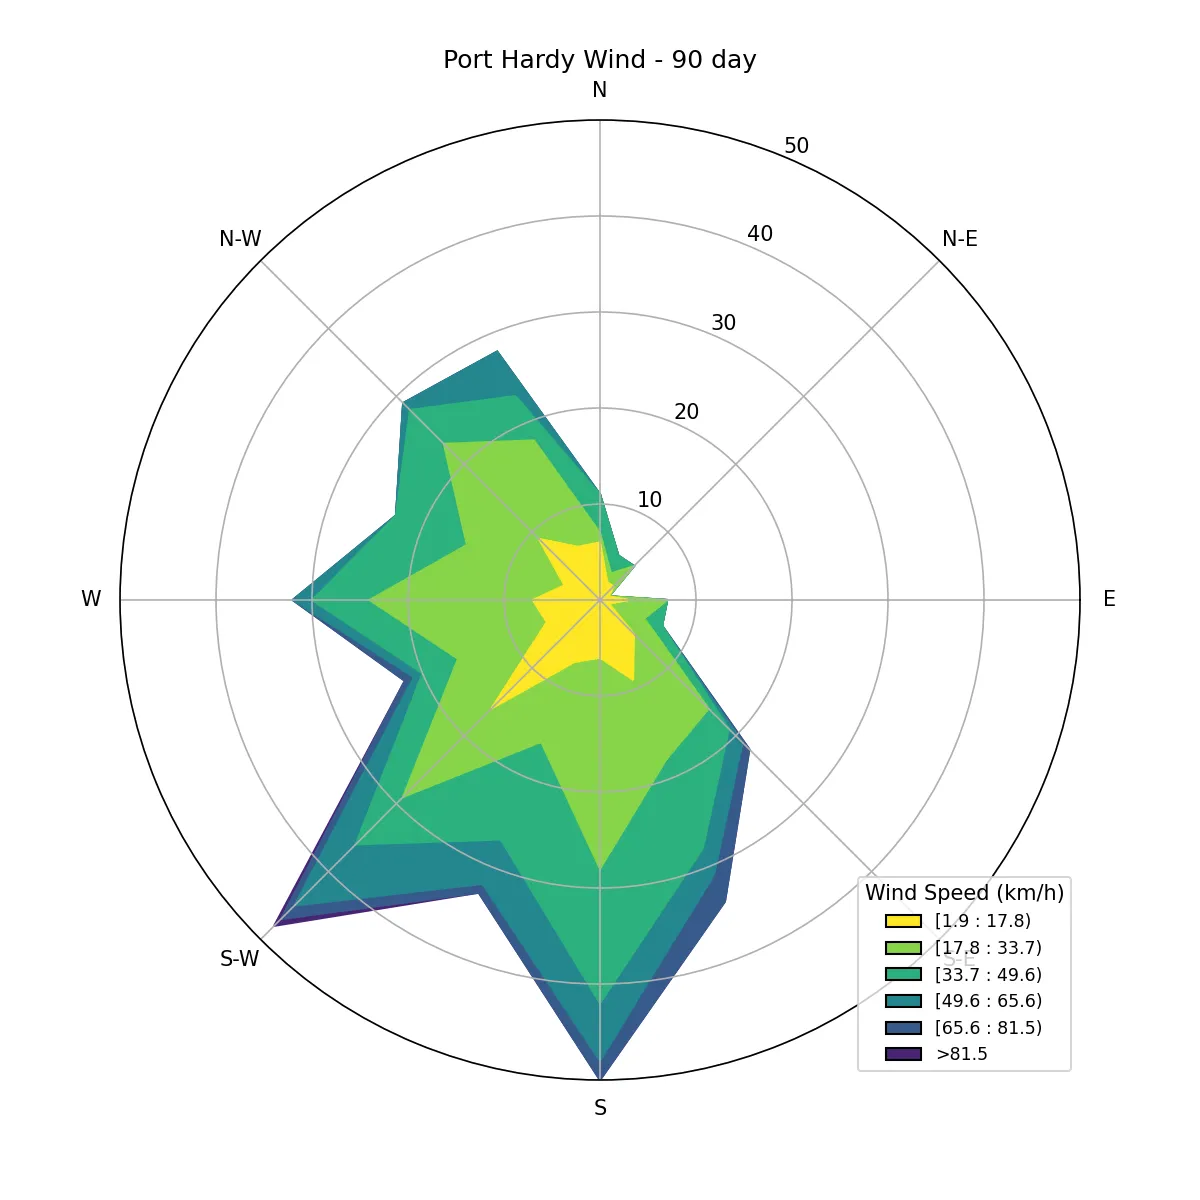 Port Hardy Wind - 90 day
N
50
N-W
40
N-E
30
20
10
W
E
Wind Speed (km/h)
[1.9 : 17.8)
[17.8 : 33.7)
S-W
S-E
[33.7 : 49.6)
[49.6 : 65.6)
[65.6 : 81.5)
>81.5
S